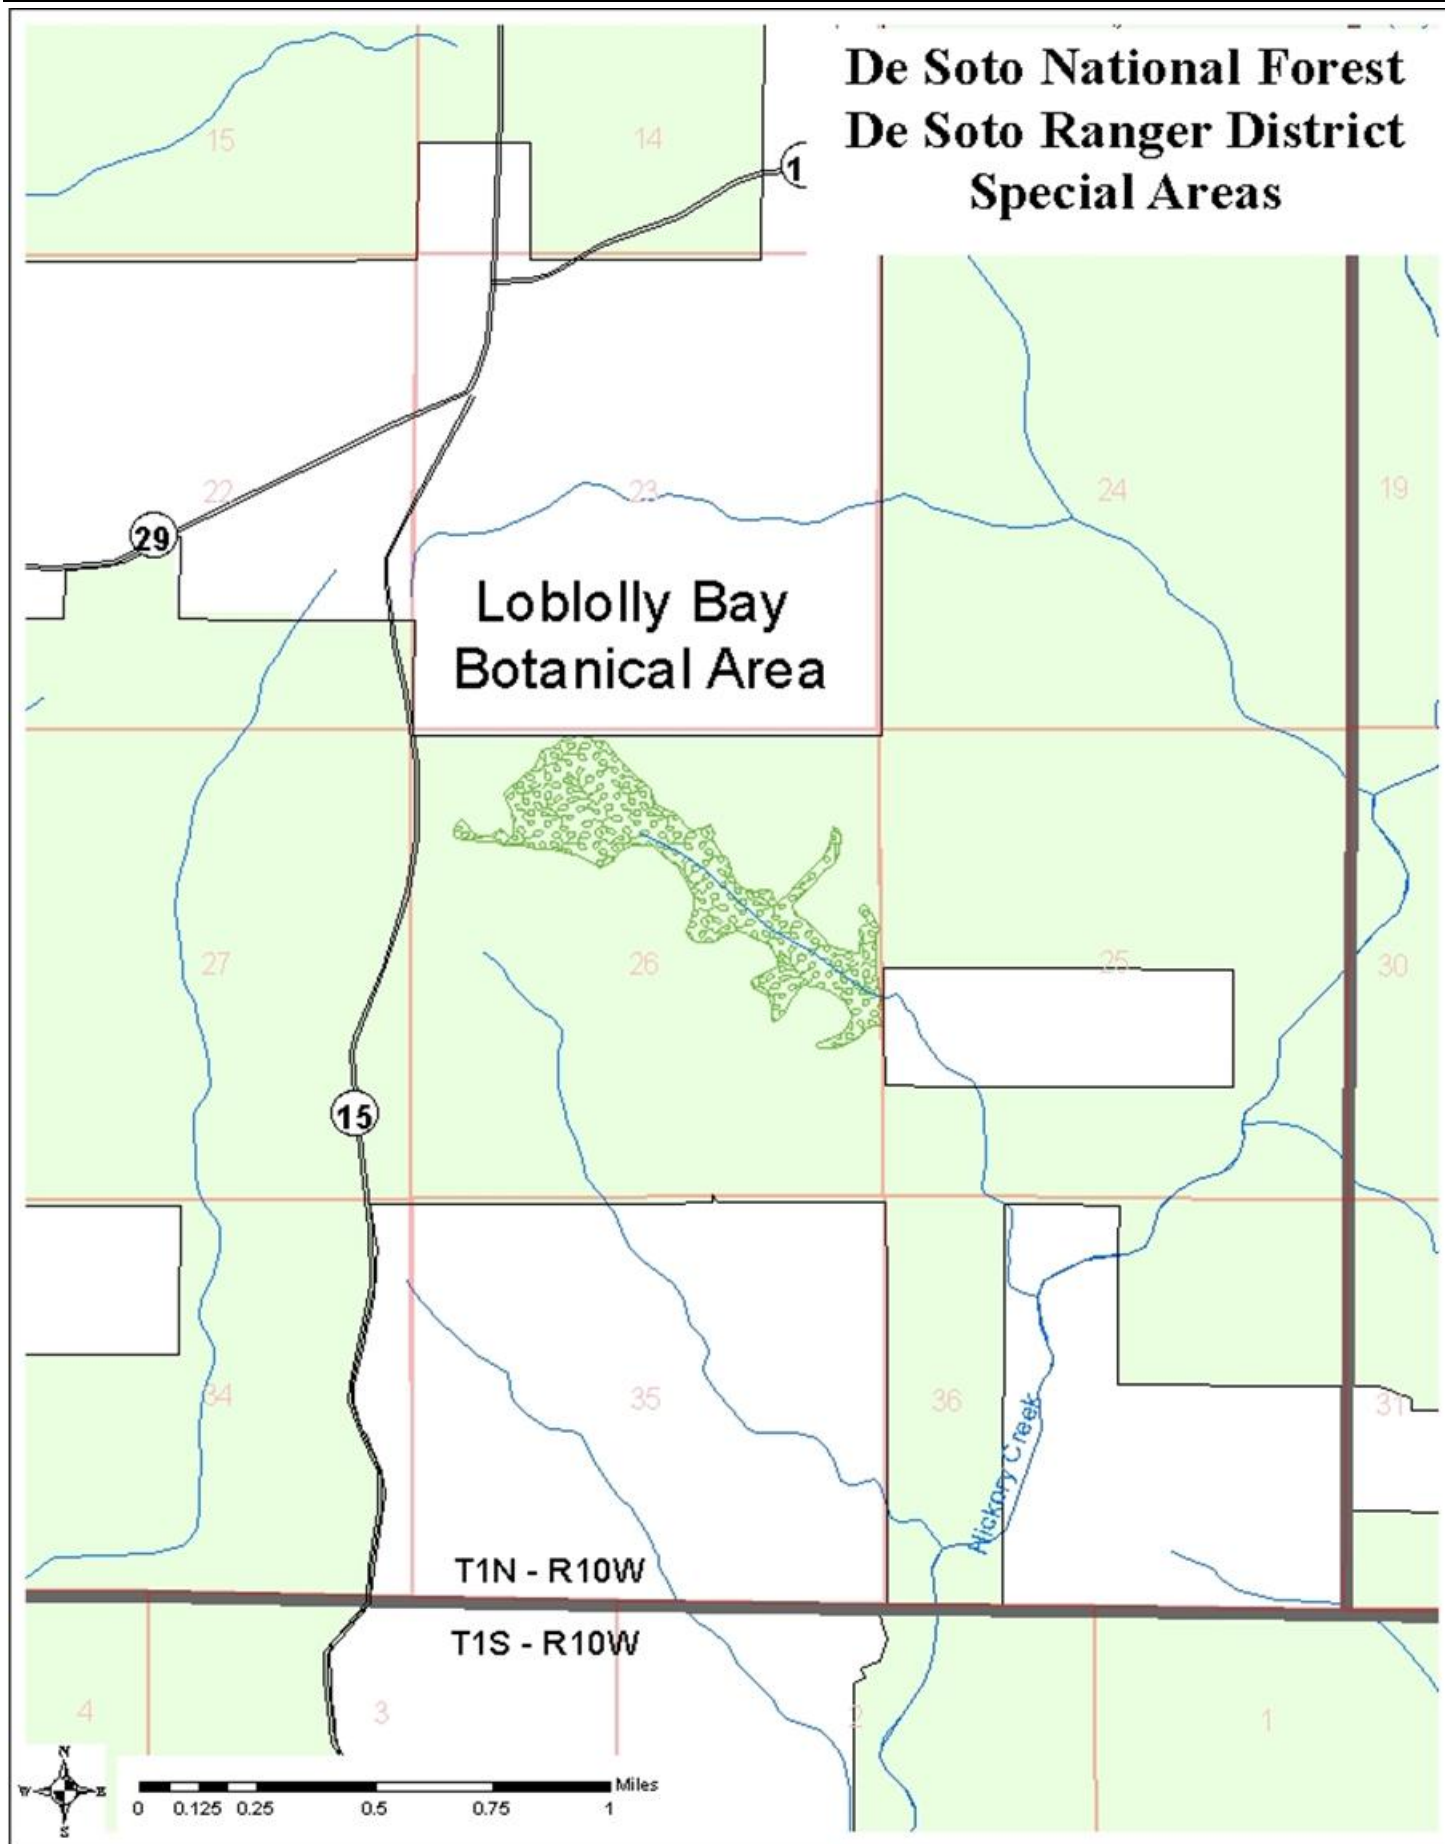 De Soto National Forest
De Soto Ranger District
Special Areas
15
14
1
22
23
24
19
29
Loblolly Bay
Botanical Area
27
26
25
30
15
34
35
36
31
Hickory Creek
T1N - R10W
T1S - R10W
4
3
2
1
N
W
E
S
Miles
0 0.125 0.25 0.5 0.75 1